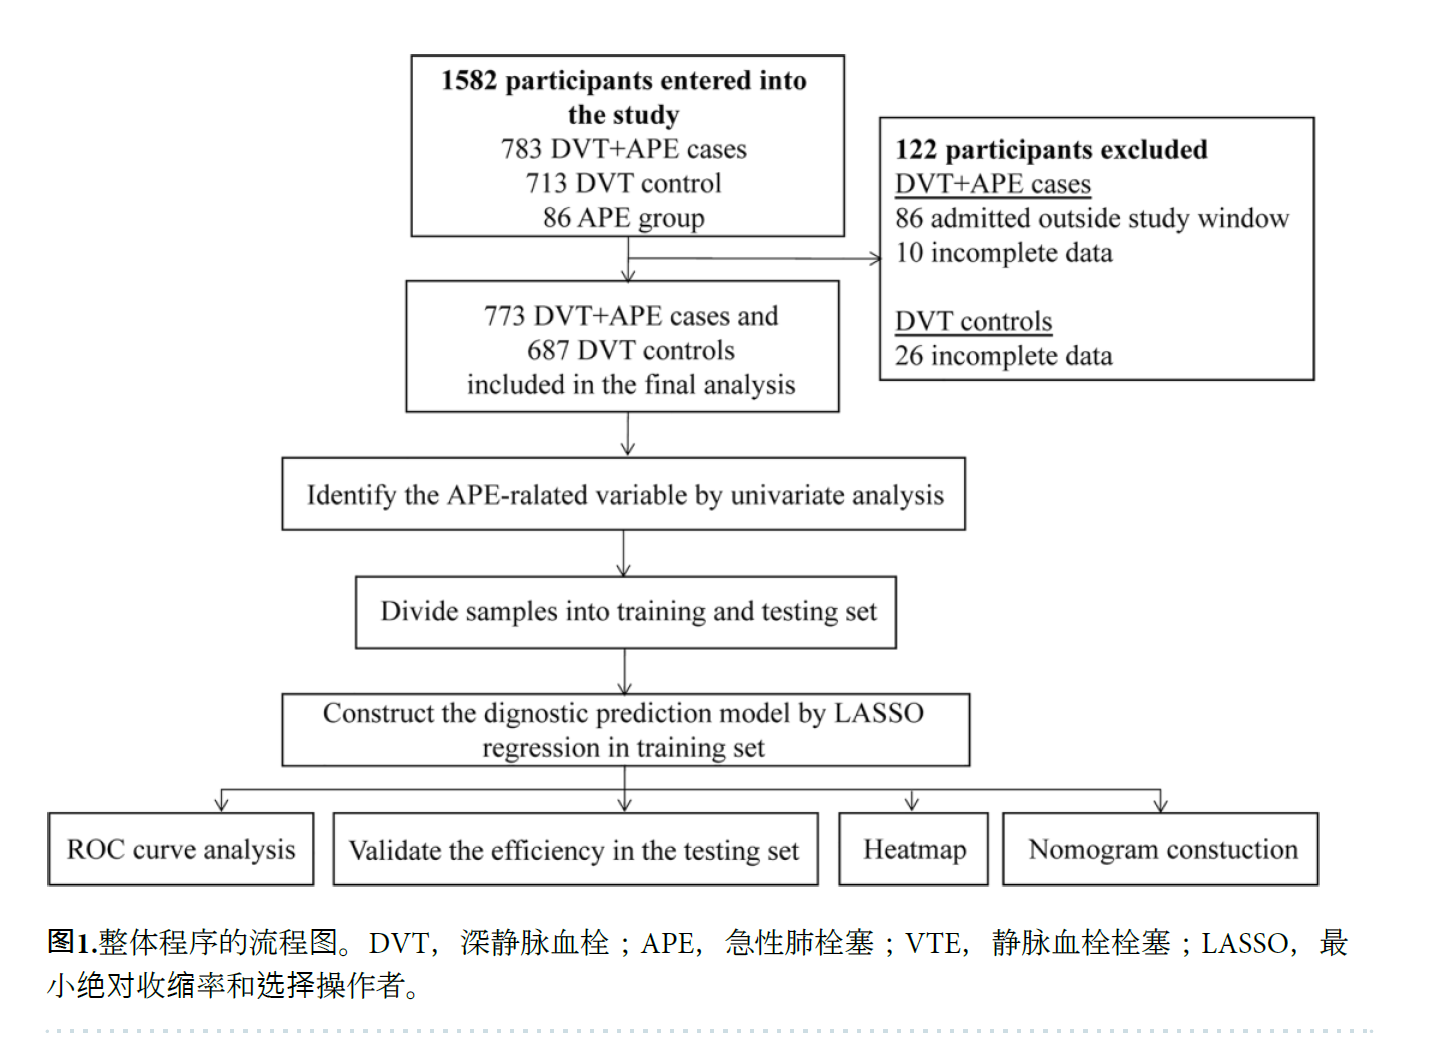 1582 participants entered into
the study
783 DVT+APE cases
713 DVT control
86 APE group
122 participants excluded
DVT+APE cases
86 admitted outside study window
10 incomplete data
DVT controls
26 incomplete data
773 DVT+APE cases and
687 DVT controls
included in the final analysis
Identify the APE-ralated variable by univariate analysis
Divide samples into training and testing set
Construct the dignostic prediction model by LASSO
regression in training set
ROC curve analysis
Validate the efficiency in the testing set
Heatmap
Nomogram constuction
图1.整体程序的流程图。DVT，深静脉血栓；APE，急性肺栓塞；VTE，静脉血栓栓塞；LASSO，最
小绝对收缩率和选择操作者。